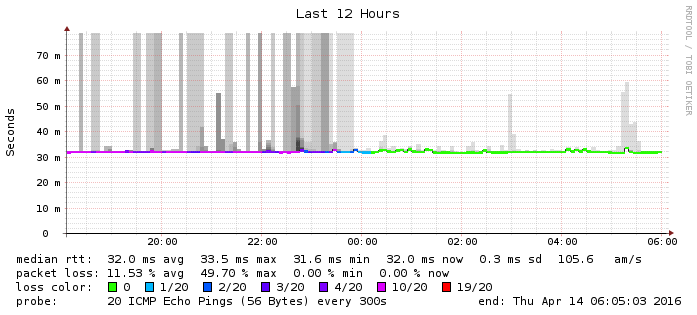 Last 12 Hours
RRDTOOL / TOBI OETIKER
Seconds
70 m
60 m
50 m
40 m
30 m
20 m
10 m
0
20:00 22:00 00:00 02:00 04:00 06:00
median rtt: 32.0 ms avg 33.5 ms max 31.6 ms min 32.0 ms now 0.3 ms sd 105.6 am/s
packet loss: 11.53 % avg 49.70 % max 0.00 % min 0.00 % now
loss color: 0 1/20 2/20 3/20 4/20 10/20 19/20
probe: 20 ICMP Echo Pings (56 Bytes) every 300s end: Thu Apr 14 06:05:03 2016